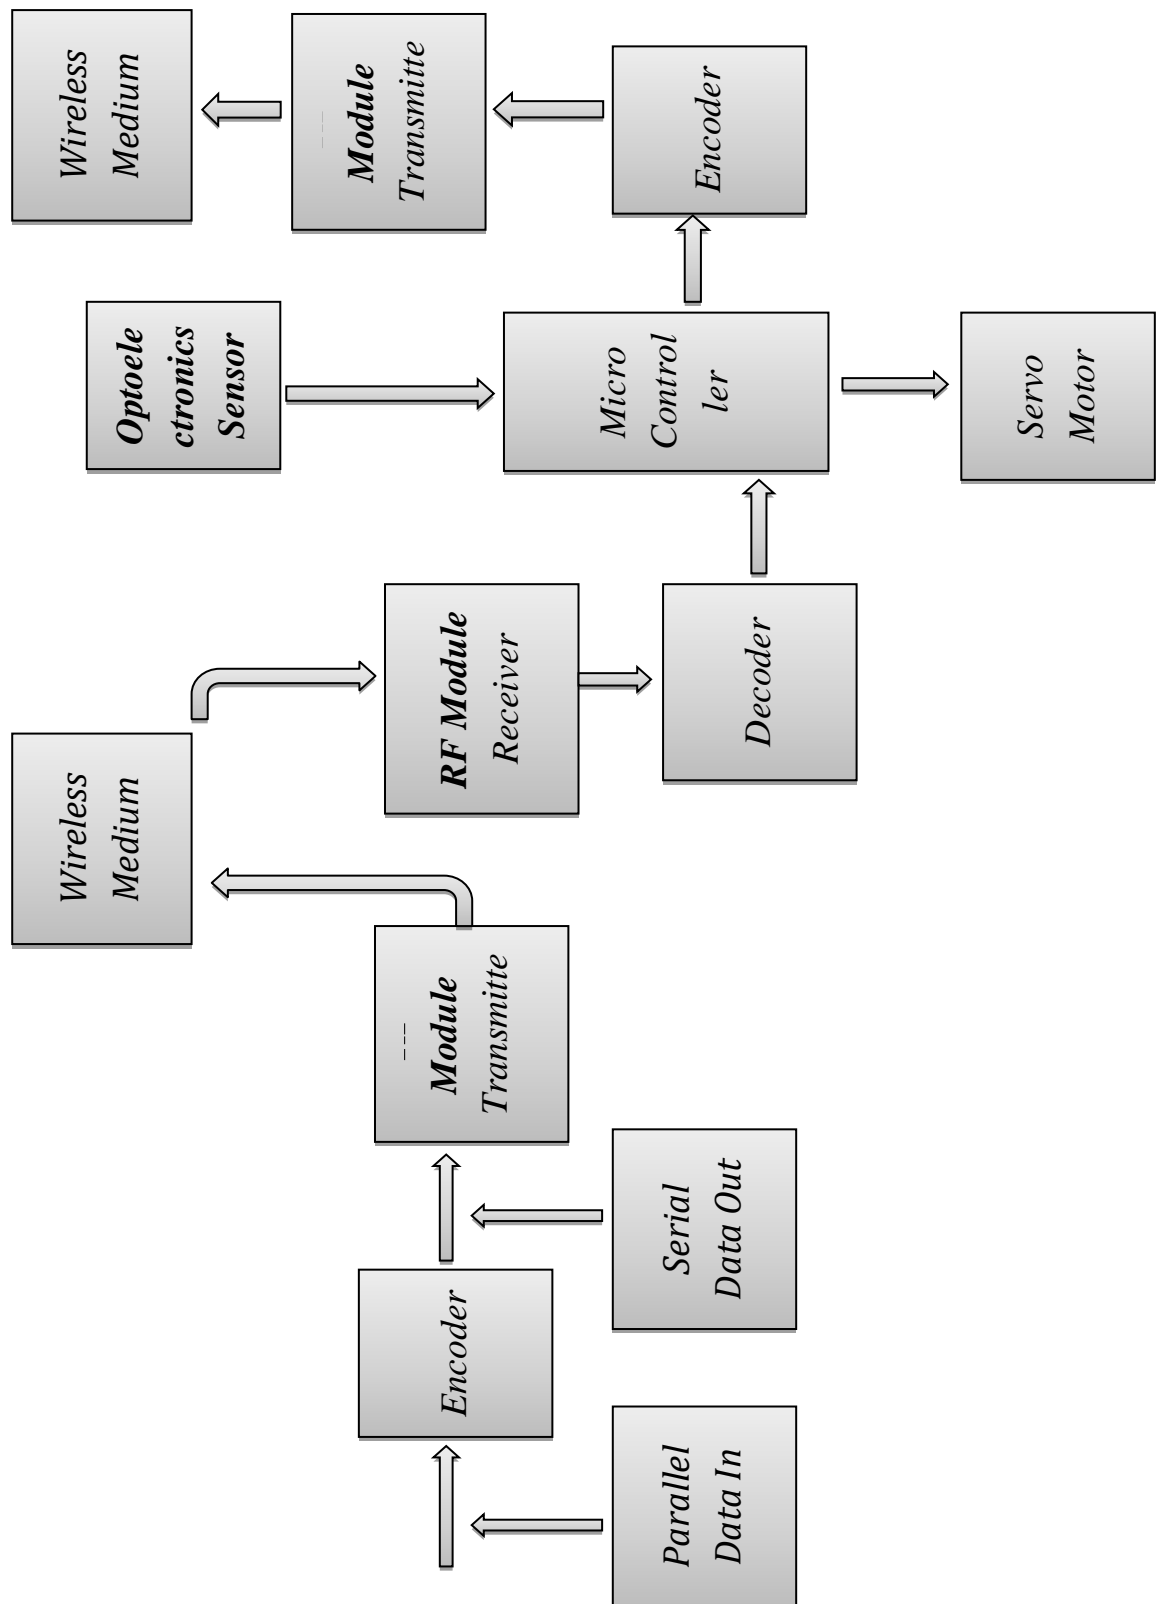 Wireless
Medium
Wireless
Medium
Optoele
ctronics
Sensor
Module
Transmitte
Encoder
Module
Transmitte
RF Module
Receiver
Micro
Control
ler
Encoder
Parallel
Data In
Serial
Data Out
Decoder
Servo
Motor